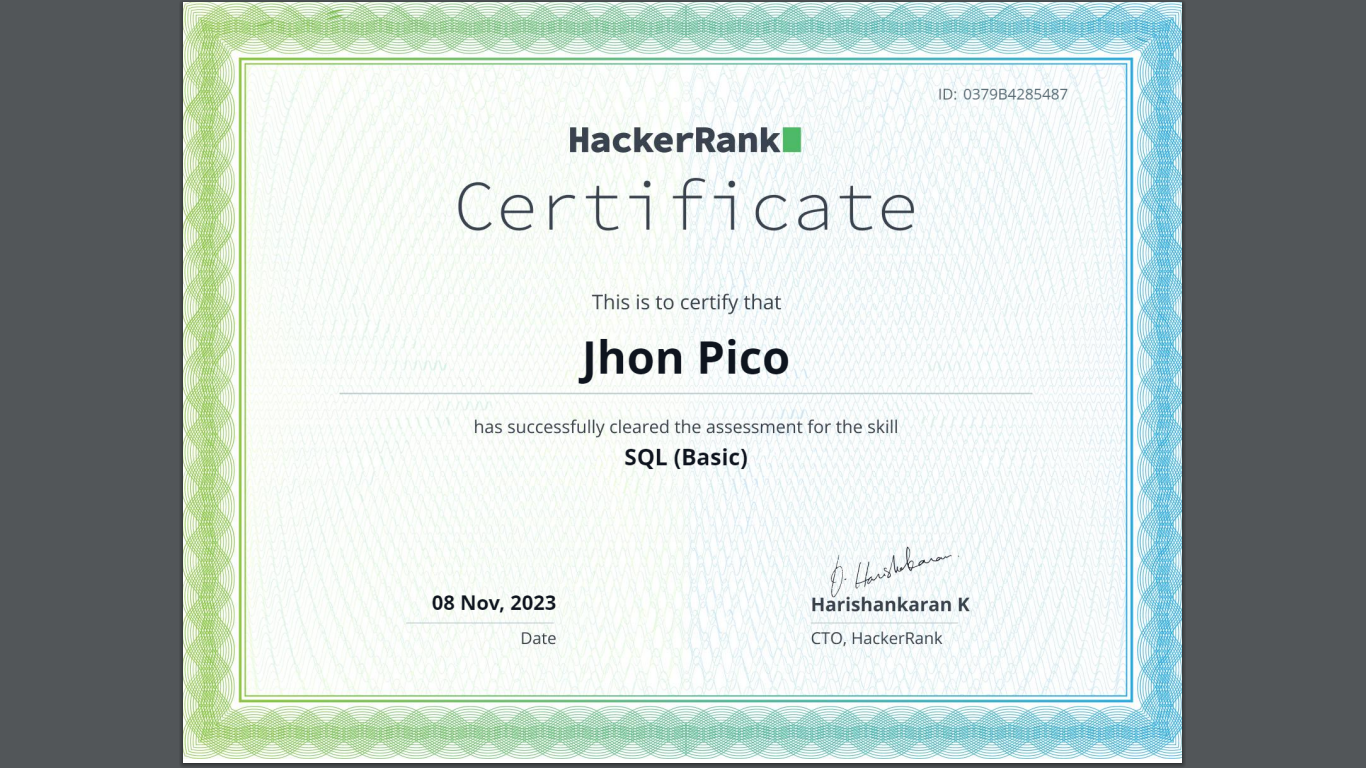 ID: 0379B4285487
HackerRank
Certificate
This is to certify that
Jhon Pico
has successfully cleared the assessment for the skill
SQL (Basic)
08 Nov, 2023
Date
Harishankaran K
CTO, HackerRank